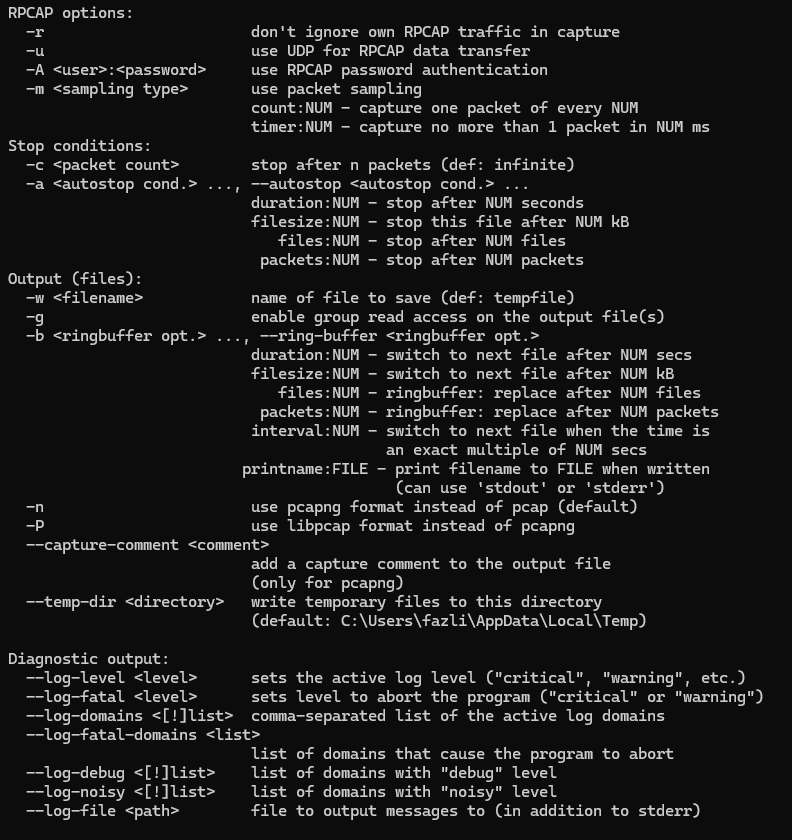 RPCAP options:
  -r                       don't ignore own RPCAP traffic in capture
  -u                       use UDP for RPCAP data transfer
  -A <user>:<password>     use RPCAP password authentication
  -m <sampling type>       use packet sampling
                           count:NUM - capture one packet of every NUM
                           timer:NUM - capture no more than 1 packet in NUM ms
Stop conditions:
  -c <packet count>        stop after n packets (def: infinite)
  -a <autostop cond.> ..., --autostop <autostop cond.> ...
                           duration:NUM - stop after NUM seconds
                           filesize:NUM - stop this file after NUM kB
                              files:NUM - stop after NUM files
                            packets:NUM - stop after NUM packets
Output (files):
  -w <filename>            name of file to save (def: tempfile)
  -g                       enable group read access on the output file(s)
  -b <ringbuffer opt.> ..., --ring-buffer <ringbuffer opt.>
                           duration:NUM - switch to next file after NUM secs
                           filesize:NUM - switch to next file after NUM kB
                              files:NUM - ringbuffer: replace after NUM files
                            packets:NUM - ringbuffer: replace after NUM packets
                           interval:NUM - switch to next file when the time is
                                          an exact multiple of NUM secs
                          printname:FILE - print filename to FILE when written
                                           (can use 'stdout' or 'stderr')
  -n                       use pcapng format instead of pcap (default)
  -P                       use libpcap format instead of pcapng
  --capture-comment <comment>
                           add a capture comment to the output file
                           (only for pcapng)
  --temp-dir <directory>   write temporary files to this directory
                           (default: C:\Users\fazli\AppData\Local\Temp)

Diagnostic output:
  --log-level <level>      sets the active log level ("critical", "warning", etc.)
  --log-fatal <level>      sets level to abort the program ("critical" or "warning")
  --log-domains <[!]list>  comma-separated list of the active log domains
  --log-fatal-domains <list>
                           list of domains that cause the program to abort
  --log-debug <[!]list>    list of domains with "debug" level
  --log-noisy <[!]list>    list of domains with "noisy" level
  --log-file <path>        file to output messages to (in addition to stderr)